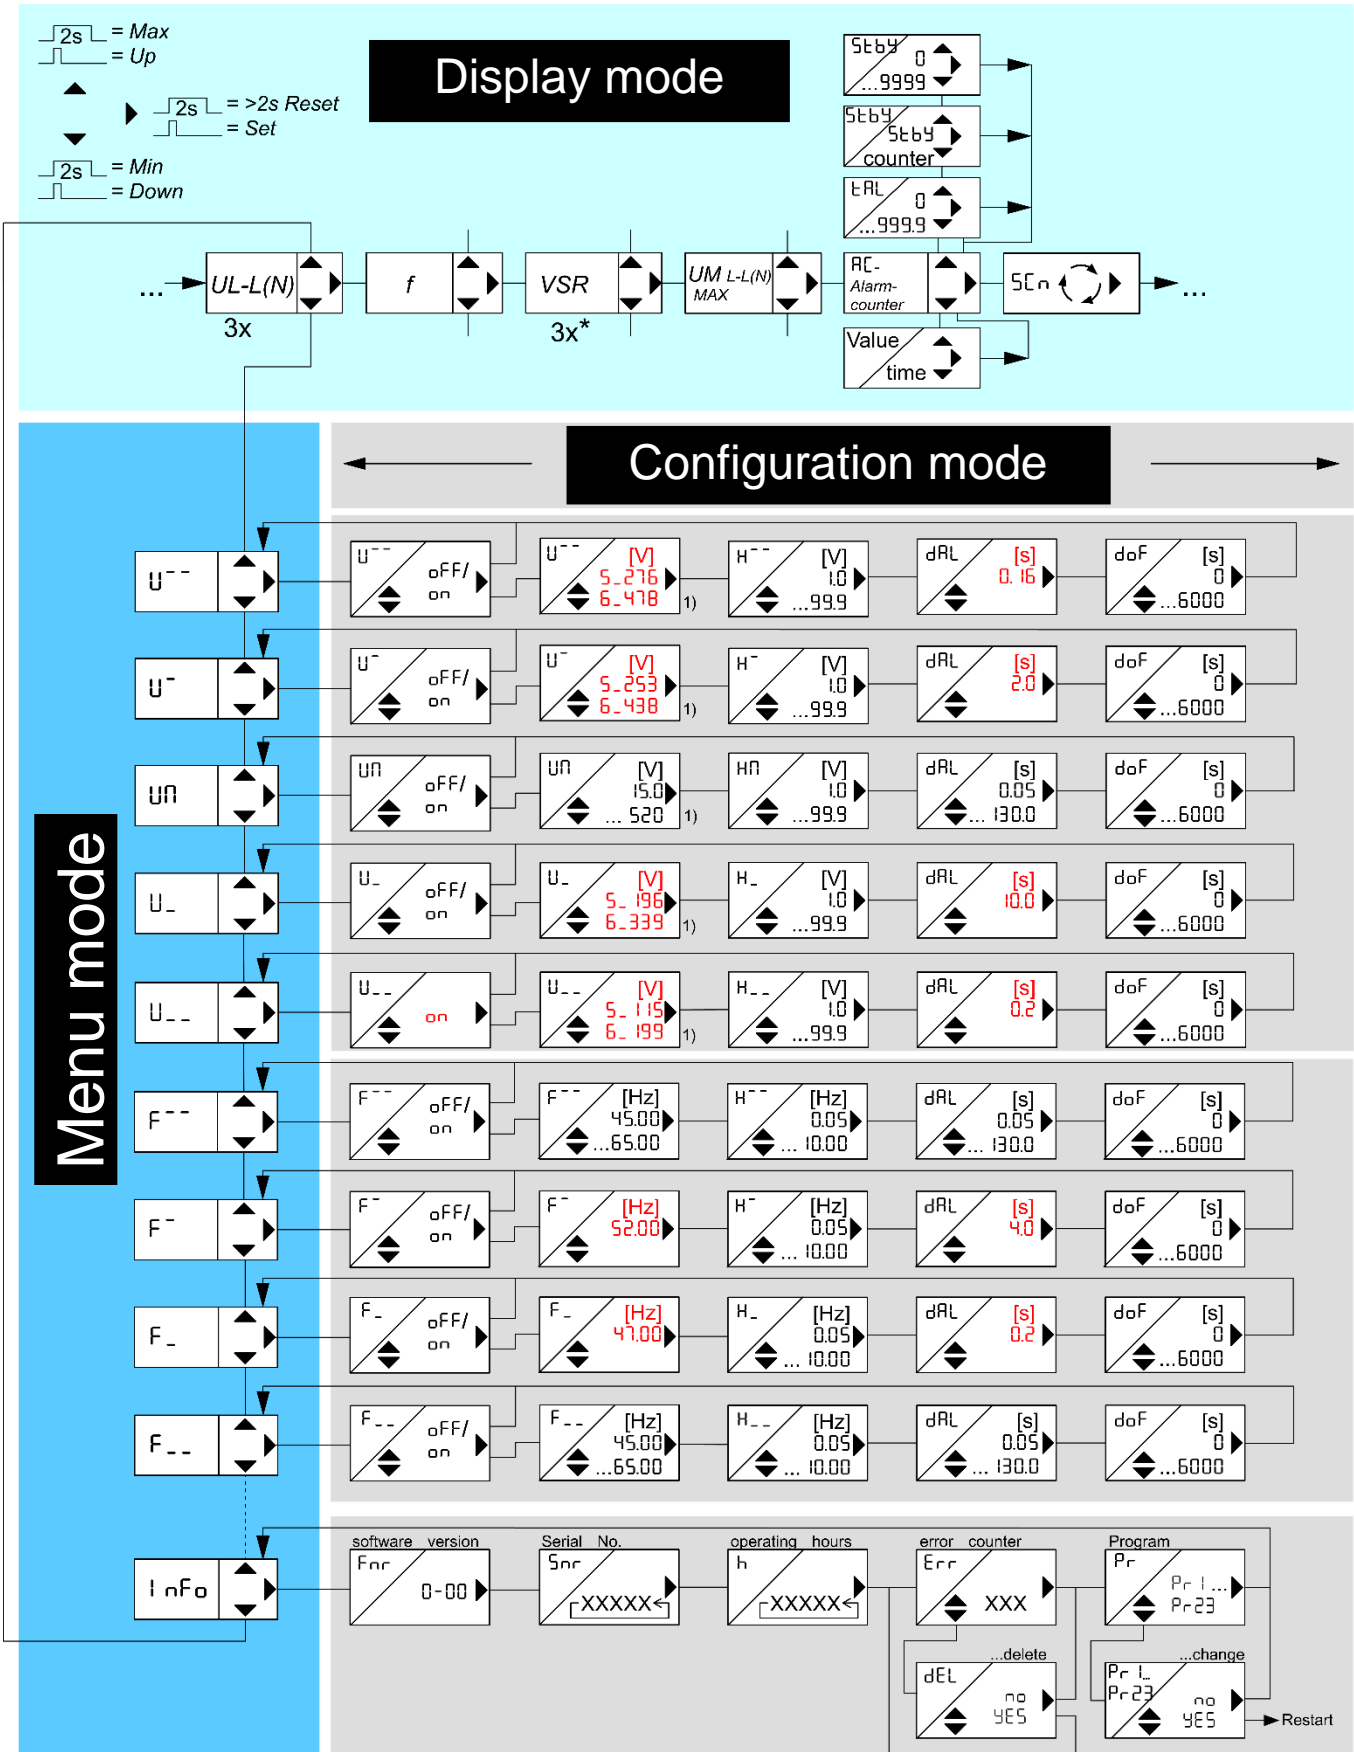 2s = Max
= Up
2s = >2s Reset
= Set
2s = Min
= Down
Display mode
StbY 0 ...9999
StbY StbY counter
tAL 0 ...999.9
... UL-L(N) f VSR UM L-L(N) MAX AC- Alarm-counter SCn ...
3x 3x*
Value time
Configuration mode
Menu mode
U¯¯ U¯¯ oFF/ on U¯¯ [V] 5_276 6_478 1) H¯¯ [V] 1.0 ...99.9 dAL [s] 0.16 doF [s] 0 ...6000
U¯ U¯ oFF/ on U¯ [V] 5_253 6_438 1) H¯ [V] 1.0 ...99.9 dAL [s] 2.0 doF [s] 0 ...6000
Un Un oFF/ on Un [V] 15.0 ... 520 1) Hn [V] 1.0 ...99.9 dAL [s] 0.05 ... 130.0 doF [s] 0 ...6000
U_ U_ oFF/ on U_ [V] 5_196 6_339 1) H_ [V] 1.0 ...99.9 dAL [s] 10.0 doF [s] 0 ...6000
U__ U__ on U__ [V] 5_115 6_199 1) H__ [V] 1.0 ...99.9 dAL [s] 0.2 doF [s] 0 ...6000
F¯¯ F¯¯ oFF/ on F¯¯ [Hz] 45.00 ...65.00 H¯¯ [Hz] 0.05 ... 10.00 dAL [s] 0.05 ... 130.0 doF [s] 0 ...6000
F¯ F¯ oFF/ on F¯ [Hz] 52.00 H¯ [Hz] 0.05 ... 10.00 dAL [s] 4.0 doF [s] 0 ...6000
F_ F_ oFF/ on F_ [Hz] 47.00 H_ [Hz] 0.05 ... 10.00 dAL [s] 0.2 doF [s] 0 ...6000
F__ F__ oFF/ on F__ [Hz] 45.00 ...65.00 H__ [Hz] 0.05 ... 10.00 dAL [s] 0.05 ... 130.0 doF [s] 0 ...6000
software version Serial No. operating hours error counter Program
InFo Fnr 0-00 Snr XXXXX h XXXXX Err XXX Pr Pr1 ... Pr23
...delete ...change
dEL no YES Pr1... Pr23 no YES Restart